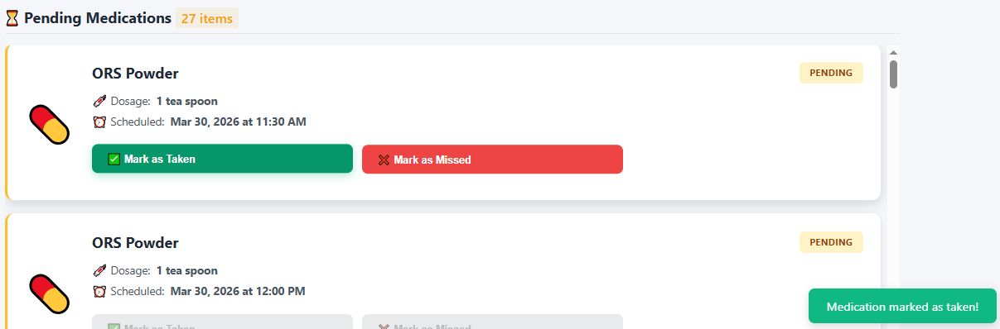 Pending Medications 27 items
ORS Powder
PENDING
Dosage: 1 tea spoon
Scheduled: Mar 30, 2026 at 11:30 AM
Mark as Taken
Mark as Missed
ORS Powder
PENDING
Dosage: 1 tea spoon
Scheduled: Mar 30, 2026 at 12:00 PM
Medication marked as taken!
Mark as Taken
Mark as Missed